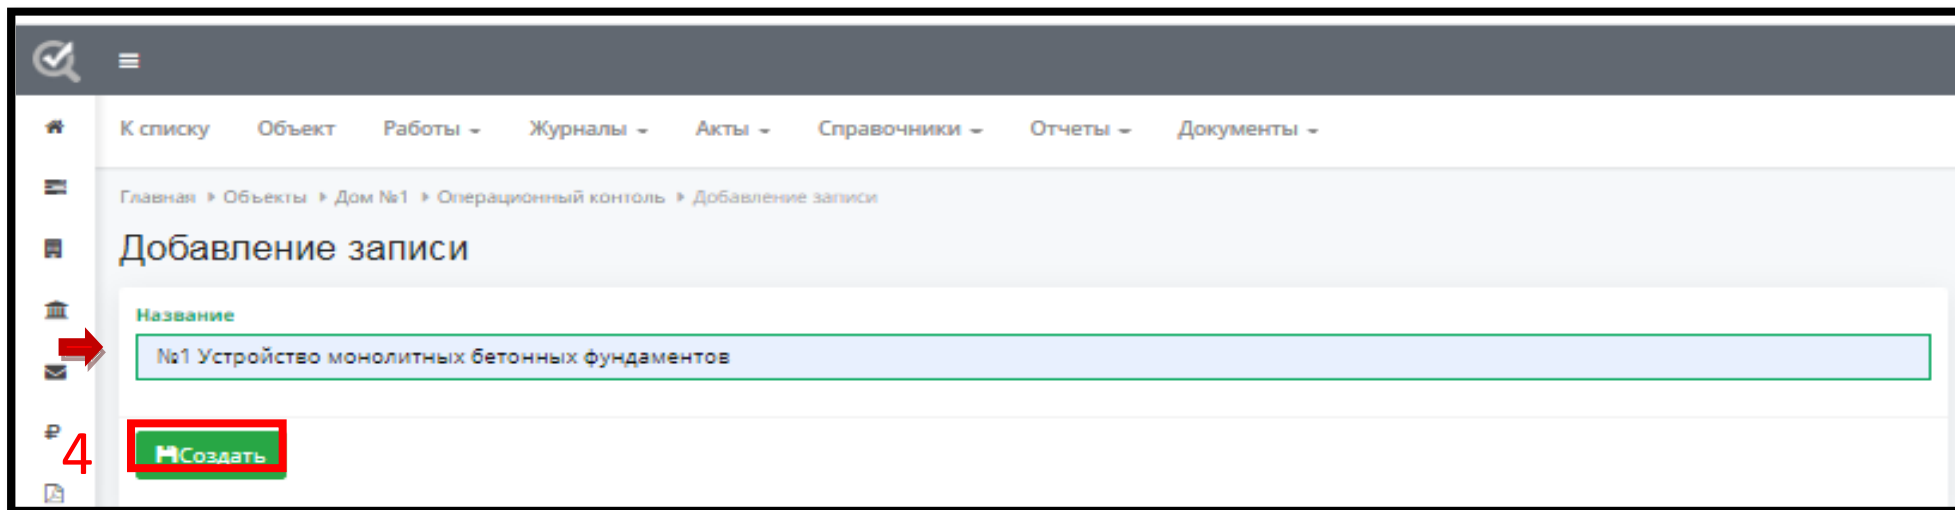 К списку Объект Работы Журналы Акты Справочники Отчеты Документы
Главная Объекты Дом №1 Операционный контоль Добавление записи
Добавление записи
Название
№1 Устройство монолитных бетонных фундаментов
4
Создать